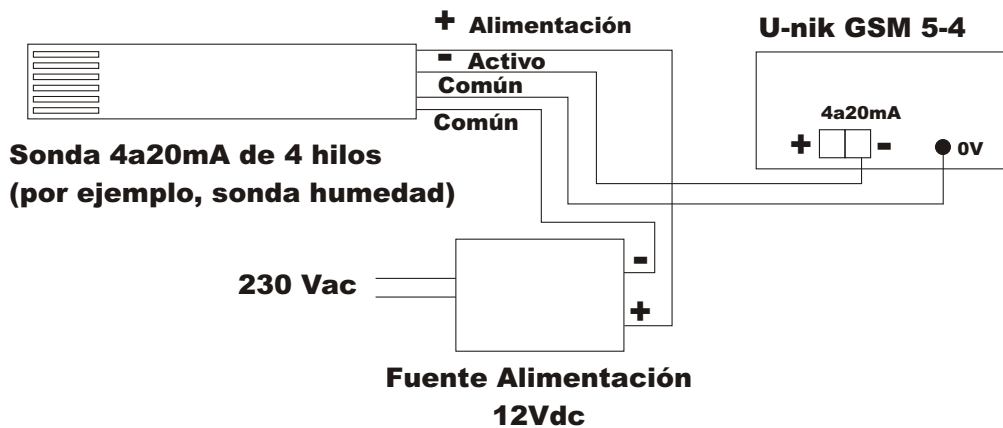 + Alimentación
- Activo
Común
Común
U-nik GSM 5-4
4a20mA
+ -
0V
Sonda 4a20mA de 4 hilos
(por ejemplo, sonda humedad)
230 Vac
-
+
Fuente Alimentación
12Vdc